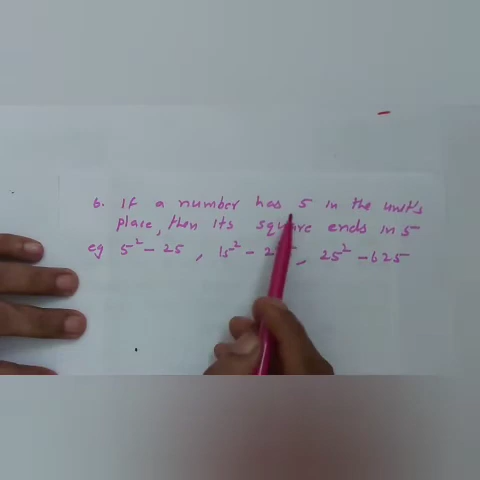 6. If a number has 5 in the unit's
place, then its square ends in 5
eg 5² - 25 , 15² - 2 , 25² - 625